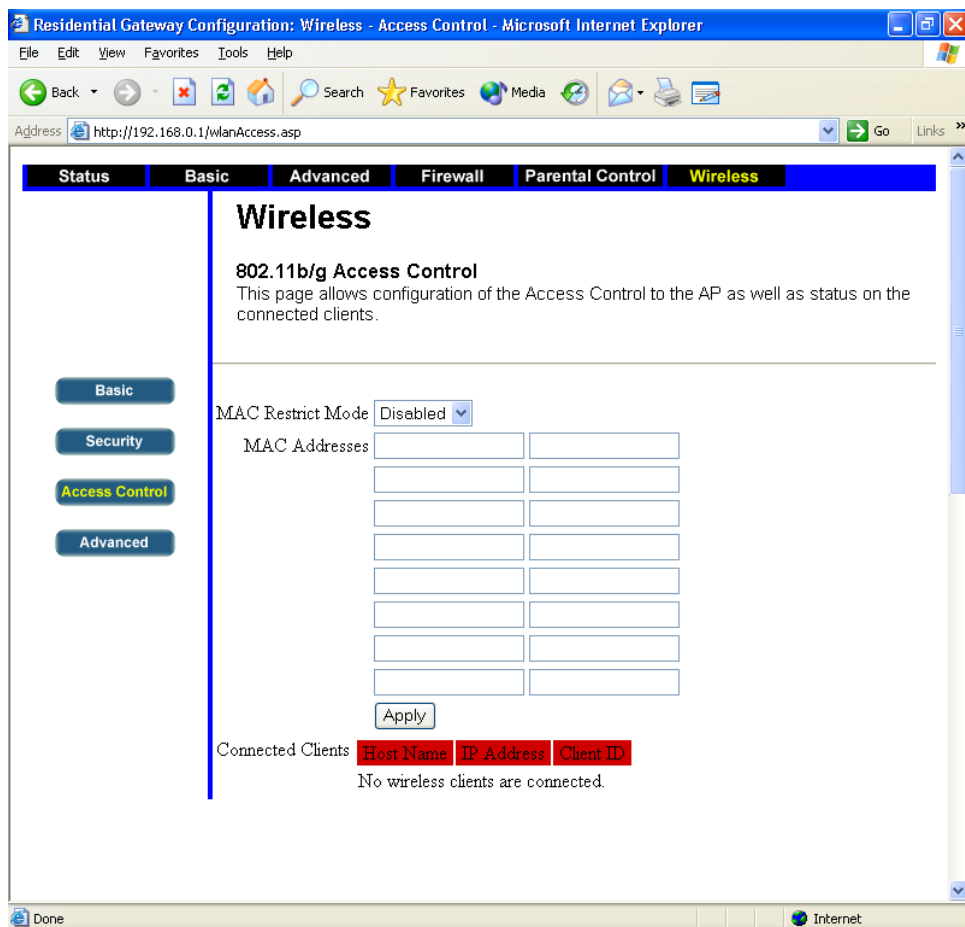 Residential Gateway Configuration: Wireless - Access Control - Microsoft Internet Explorer
File Edit View Favorites Tools Help
Back Search Favorites Media
Address http://192.168.0.1/wlanAccess.asp Go Links »
Status Basic Advanced Firewall Parental Control Wireless
Wireless
802.11b/g Access Control
This page allows configuration of the Access Control to the AP as well as status on the
connected clients.
Basic
Security
Access Control
Advanced
MAC Restrict Mode Disabled
MAC Addresses
Apply
Connected Clients Host Name IP Address Client ID
No wireless clients are connected.
Done Internet